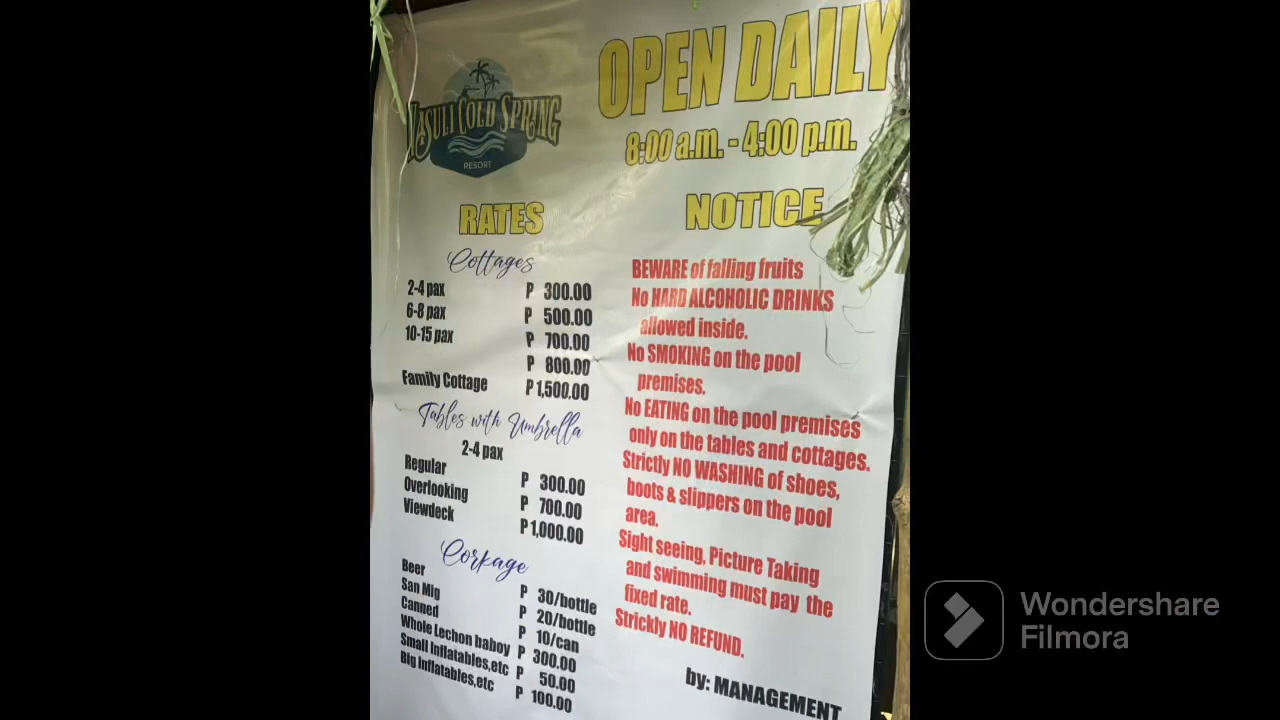 NASULI COLD SPRING
RESORT
OPEN DAILY
8:00 a.m. - 4:00 p.m.
RATES
Cottages
2-4 pax ₱ 300.00
6-8 pax ₱ 500.00
10-15 pax ₱ 700.00
₱ 800.00
Family Cottage ₱ 1,500.00
Tables with Umbrella
2-4 pax
Regular ₱ 300.00
Overlooking ₱ 700.00
Viewdeck ₱ 1,000.00
Corkage
Beer ₱ 30/bottle
San Mig ₱ 20/bottle
Canned ₱ 10/can
Whole Lechon baboy ₱ 300.00
Small Inflatables,etc ₱ 50.00
Big Inflatables,etc ₱ 100.00
NOTICE
BEWARE of falling fruits
No HARD ALCOHOLIC DRINKS
allowed inside.
No SMOKING on the pool
premises.
No EATING on the pool premises
only on the tables and cottages.
Strictly NO WASHING of shoes,
boots & slippers on the pool
area.
Sight seeing, Picture Taking
and swimming must pay the
fixed rate.
Strickly NO REFUND.
by: MANAGEMENT
Wondershare
Filmora